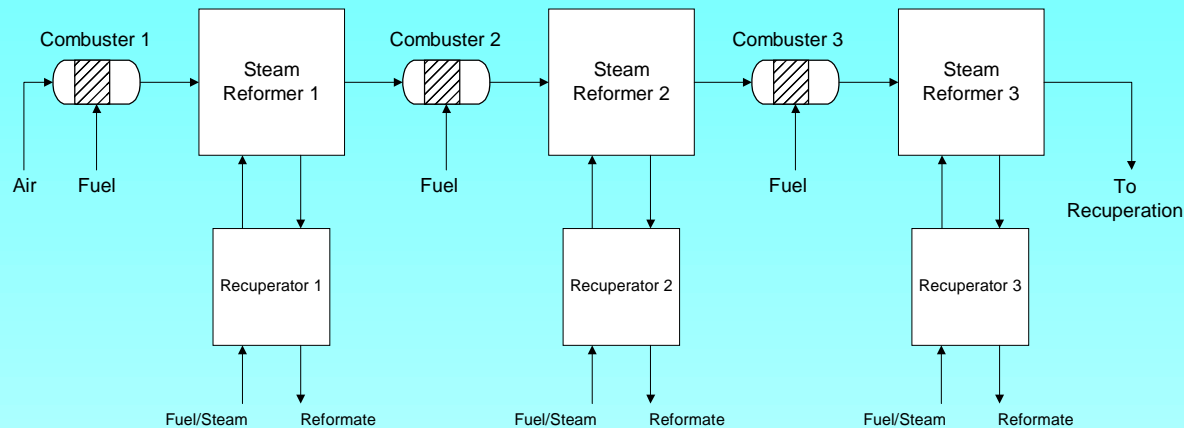 Combuster 1
Combuster 2
Combuster 3
Steam
Reformer 1
Steam
Reformer 2
Steam
Reformer 3
Air
Fuel
Fuel
Fuel
To
Recuperation
Recuperator 1
Recuperator 2
Recuperator 3
Fuel/Steam
Reformate
Fuel/Steam
Reformate
Fuel/Steam
Reformate